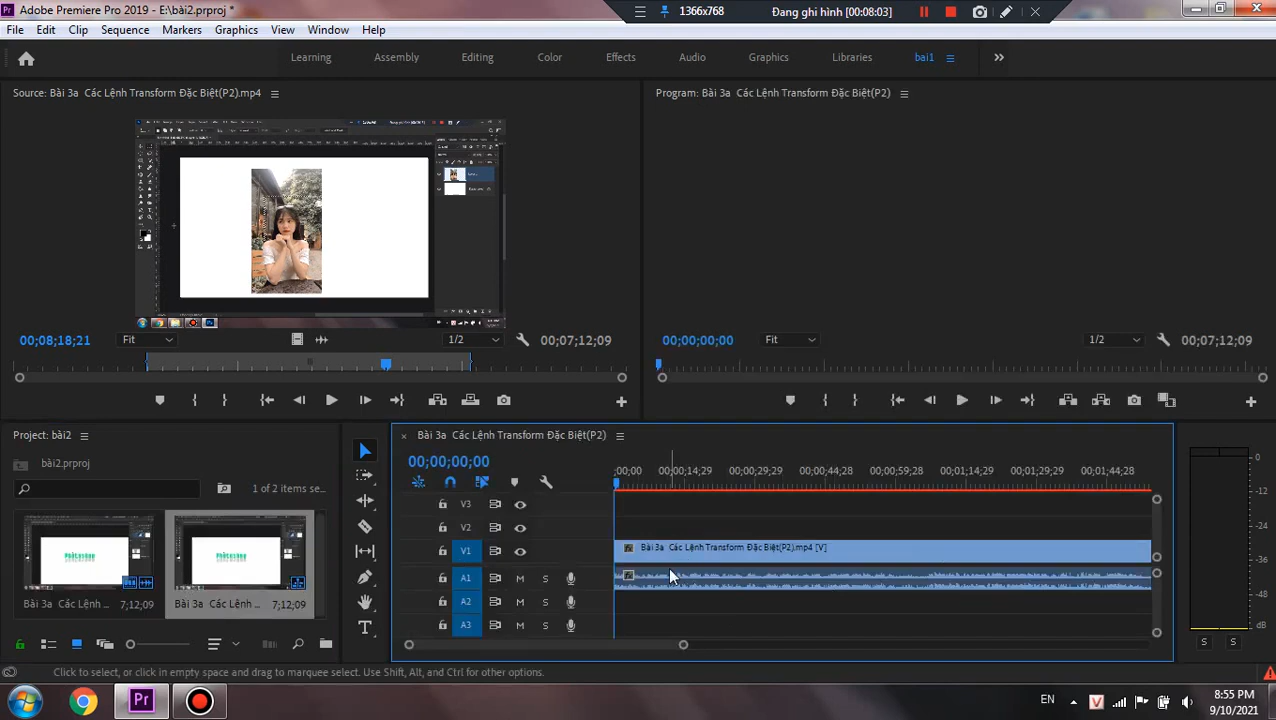 Adobe Premiere Pro 2019 - E:\bài2.prproj *
1366x768
Đang ghi hình [00:08:03]
File Edit Clip Sequence Markers Graphics View Window Help
Learning Assembly Editing Color Effects Audio Graphics Libraries bai1
Source: Bài 3a Các Lệnh Transform Đặc Biệt(P2).mp4
Program: Bài 3a Các Lệnh Transform Đặc Biệt(P2)
00;08;18;21 Fit 1/2 00;07;12;09
00;00;00;00 Fit 1/2 00;07;12;09
Project: bài2
bài2.prproj
1 of 2 items se...
Photoshop
Photoshop
Bài 3a Các Lệnh ... 7;12;09
Bài 3a Các Lệnh ... 7;12;09
× Bài 3a Các Lệnh Transform Đặc Biệt(P2)
00;00;00;00
;00;00 00;00;14;29 00;00;29;29 00;00;44;28 00;00;59;28 00;01;14;29 00;01;29;29 00;01;44;28
V3
V2
V1
Bài 3a Các Lệnh Transform Đặc Biệt(P2).mp4 [V]
A1 M S
A2 M S
A3 M S
T
0
-12
-24
-36
-48
dB
S S
Click to select, or click in empty space and drag to marquee select. Use Shift, Alt, and Ctrl for other options.
Pr
EN
V
8:55 PM
9/10/2021